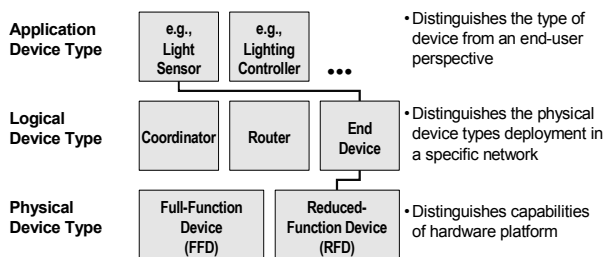 Application
Device Type
e.g.,
Light
Sensor
e.g.,
Lighting
Controller
•••
• Distinguishes the type of
device from an end-user
perspective
Logical
Device Type
Coordinator
Router
End
Device
• Distinguishes the physical
device types deployment in
a specific network
Physical
Device Type
Full-Function
Device
(FFD)
Reduced-
Function Device
(RFD)
• Distinguishes capabilities
of hardware platform